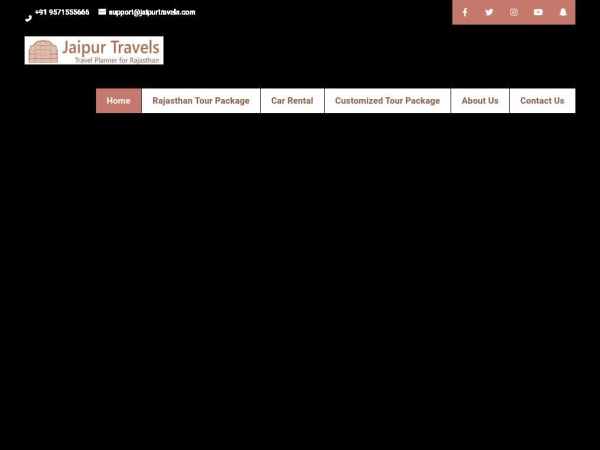 +91 9571555666 support@jaipurtravels.com
Jaipur Travels
Travel Planner for Rajasthan
Home Rajasthan Tour Package Car Rental Customized Tour Package About Us Contact Us